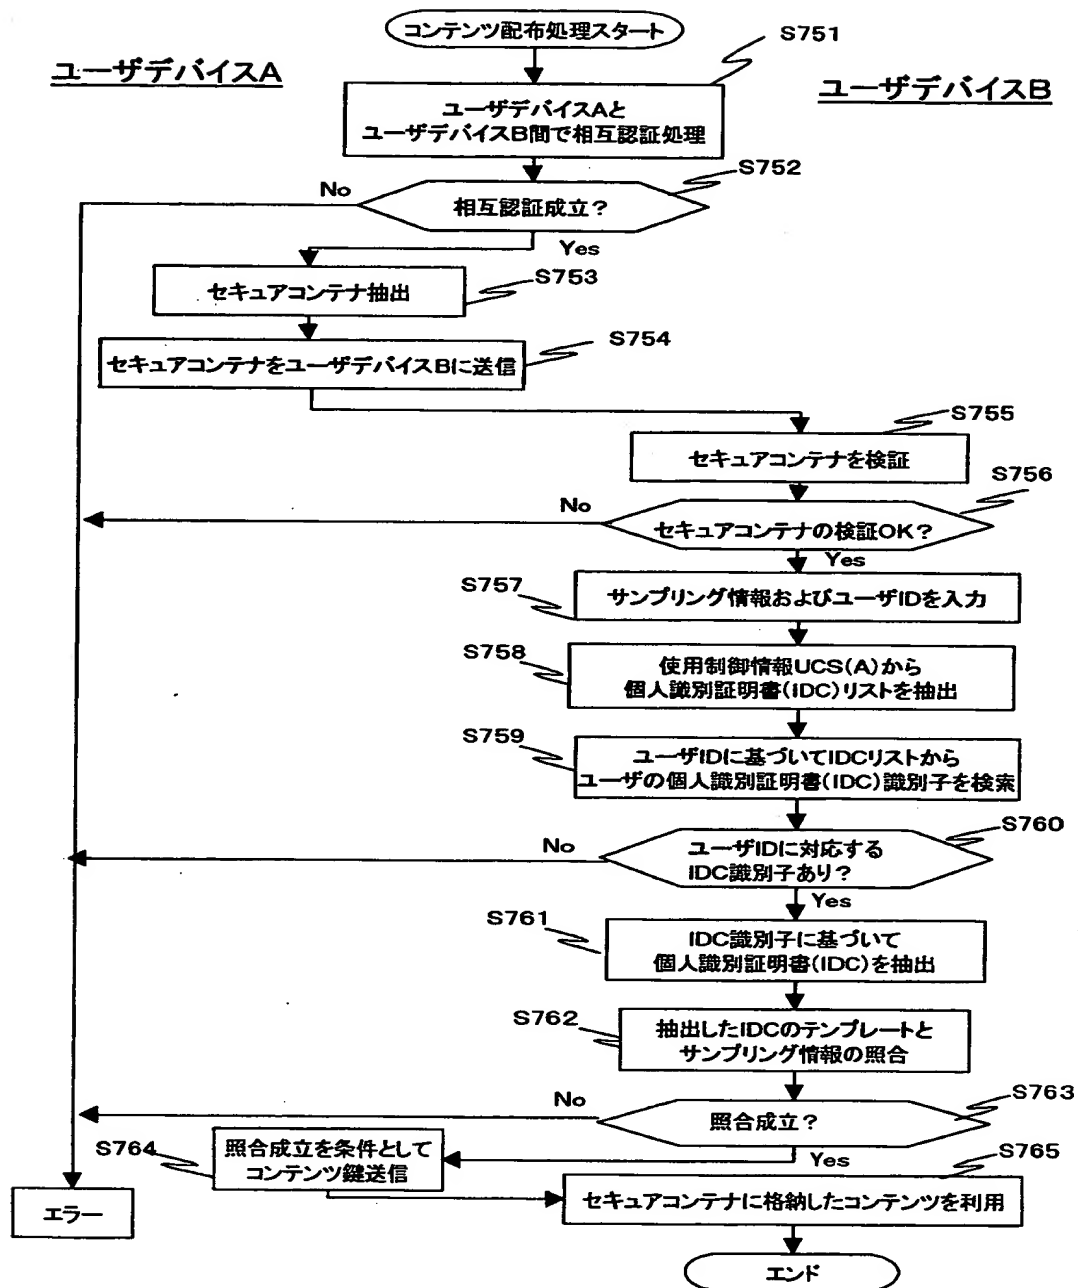 コンテンツ配布処理スタート
S751
ユーザデバイスA
ユーザデバイスB
ユーザデバイスAと
ユーザデバイスB間で相互認証処理
S752
No
相互認証成立？
Yes
S753
セキュアコンテナ抽出
S754
セキュアコンテナをユーザデバイスBに送信
S755
セキュアコンテナを検証
S756
No
セキュアコンテナの検証OK？
Yes
S757
サンプリング情報およびユーザIDを入力
S758
使用制御情報UCS(A)から
個人識別証明書(IDC)リストを抽出
S759
ユーザIDに基づいてIDCリストから
ユーザの個人識別証明書(IDC)識別子を検索
S760
No
ユーザIDに対応する
IDC識別子あり？
Yes
S761
IDC識別子に基づいて
個人識別証明書(IDC)を抽出
S762
抽出したIDCのテンプレートと
サンプリング情報の照合
S763
No
照合成立？
Yes
S764
照合成立を条件として
コンテンツ鍵送信
S765
セキュアコンテナに格納したコンテンツを利用
エラー
エンド